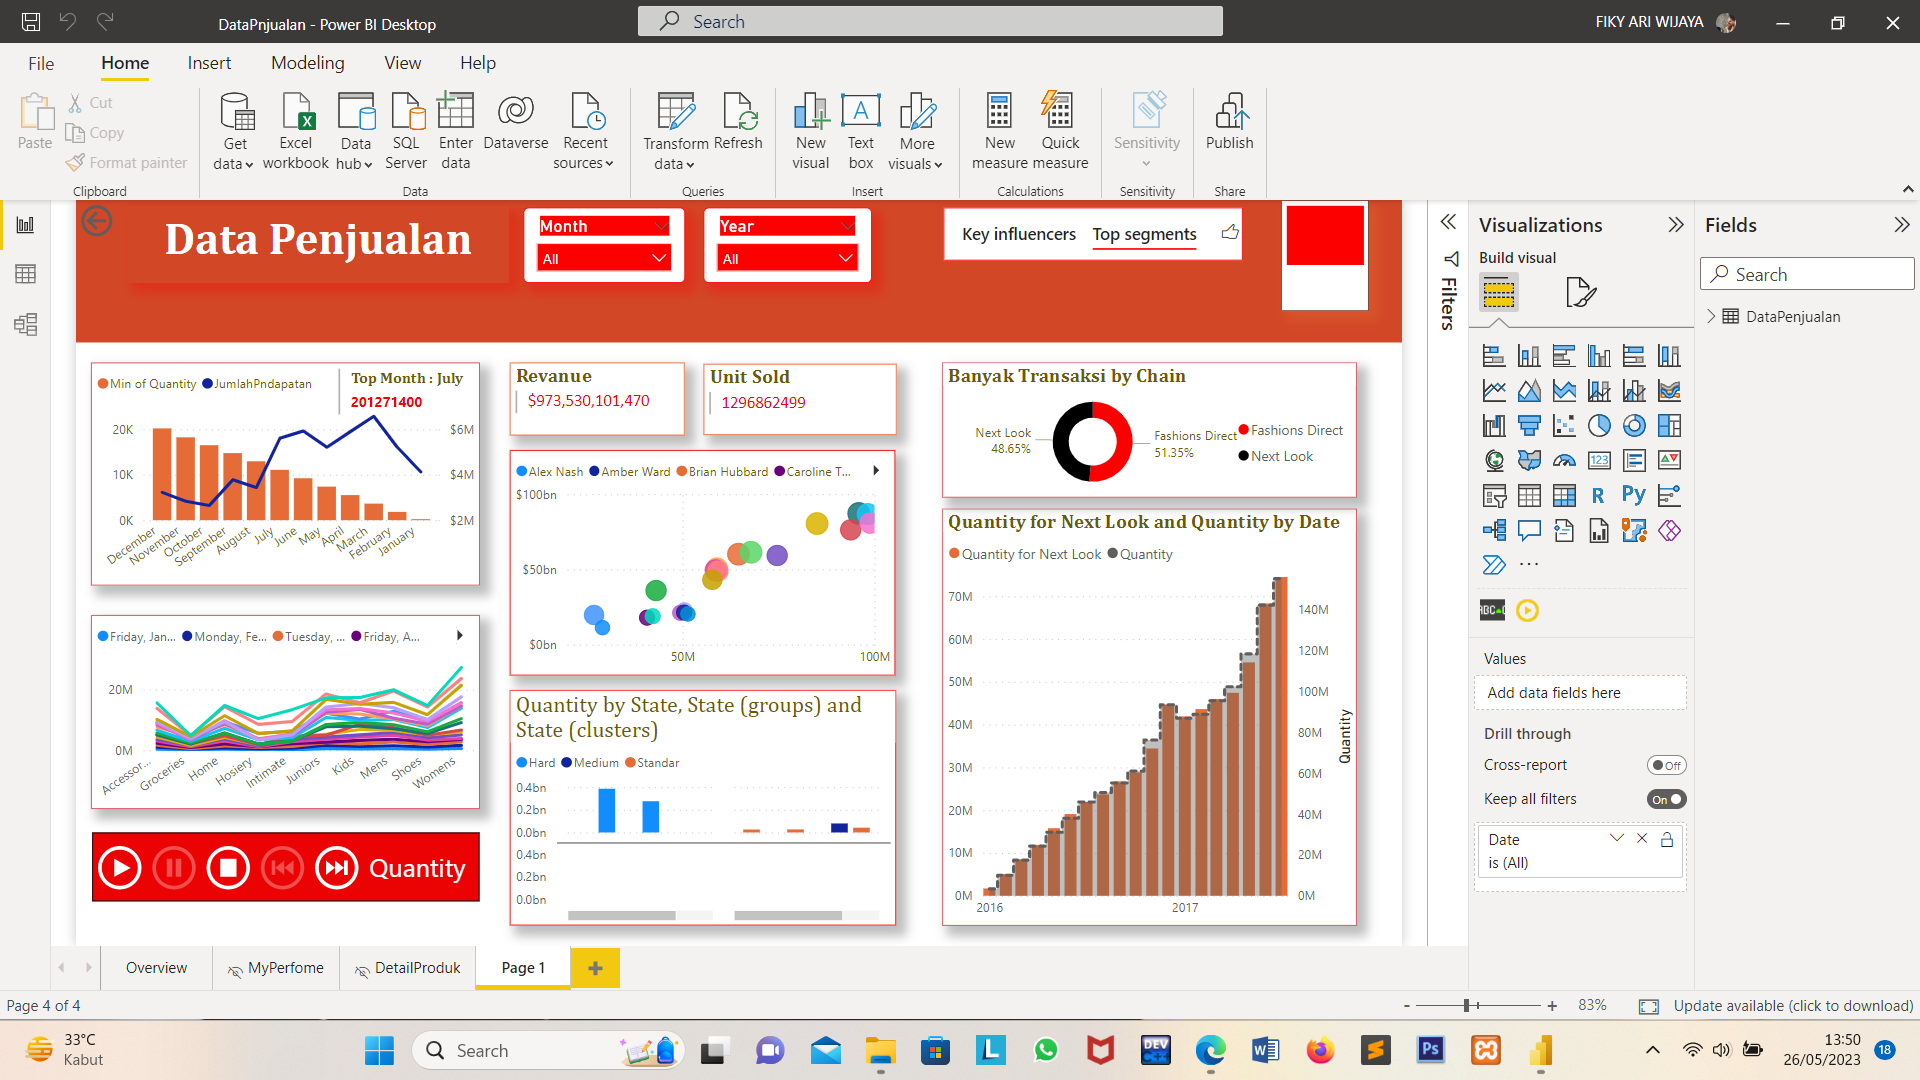 DataPnjualan - Power BI Desktop
Search
FIKY ARI WIJAYA
File Home Insert Modeling View Help
Paste
Cut
Copy
Format painter
Clipboard
Get data
Excel workbook
Data hub
SQL Server
Enter data
Dataverse
Recent sources
Data
Transform data
Refresh
Queries
New visual
Text box
More visuals
Insert
New measure
Quick measure
Calculations
Sensitivity
Sensitivity
Publish
Share
Data Penjualan
Month
All
Year
All
Key influencers Top segments
Min of Quantity JumlahPndapatan
Top Month : July
201271400
20K
10K
0K
$6M
$4M
$2M
December November October September August July June May April March February January
Revanue
$973,530,101,470
Unit Sold
1296862499
Banyak Transaksi by Chain
Next Look
48.65%
Fashions Direct
51.35%
Fashions Direct
Next Look
Alex Nash Amber Ward Brian Hubbard Caroline T...
$100bn
$50bn
$0bn
50M 100M
Quantity for Next Look and Quantity by Date
Quantity for Next Look Quantity
70M
60M
50M
40M
30M
20M
10M
0M
140M
120M
100M
80M
60M
40M
20M
0M
Quantity
2016 2017
Friday, Jan... Monday, Fe... Tuesday, ... Friday, A...
20M
0M
Accessor... Groceries Home Hosiery Intimate Juniors Kids Mens Shoes Womens
Quantity by State, State (groups) and
State (clusters)
Hard Medium Standar
0.4bn
0.2bn
0.0bn
0.4bn
0.2bn
0.0bn
Quantity
Filters
Visualizations
Build visual
R
Py
123
ABC
Values
Add data fields here
Drill through
Cross-report
Off
Keep all filters
On
Date
is (All)
Fields
Search
DataPenjualan
Overview MyPerfome DetailProduk Page 1
Page 4 of 4
- + 83%
Update available (click to download)
33°C
Kabut
Search
L
DEV
Ps
13:50
26/05/2023
18